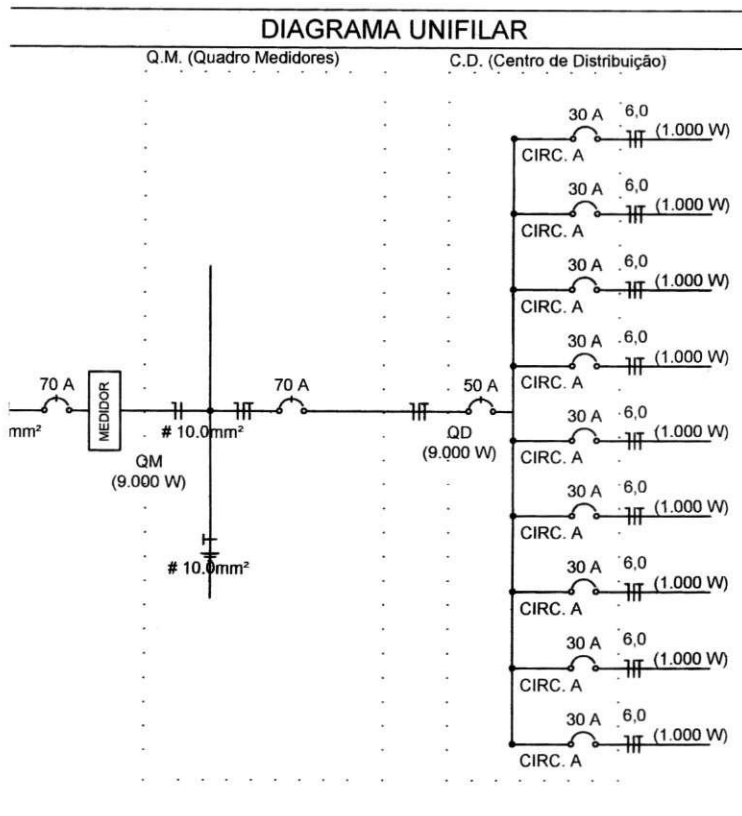 DIAGRAMA UNIFILAR
Q.M. (Quadro Medidores)
C.D. (Centro de Distribuição)
30 A 6,0 (1.000 W)
CIRC. A
30 A 6,0 (1.000 W)
CIRC. A
30 A 6,0 (1.000 W)
CIRC. A
30 A 6,0 (1.000 W)
CIRC. A
70 A
MEDIDOR
mm²
# 10.0mm²
70 A
50 A
QM
(9.000 W)
QD
(9.000 W)
# 10.0mm²
30 A 6,0 (1.000 W)
CIRC. A
30 A 6,0 (1.000 W)
CIRC. A
30 A 6,0 (1.000 W)
CIRC. A
30 A 6,0 (1.000 W)
CIRC. A
30 A 6,0 (1.000 W)
CIRC. A